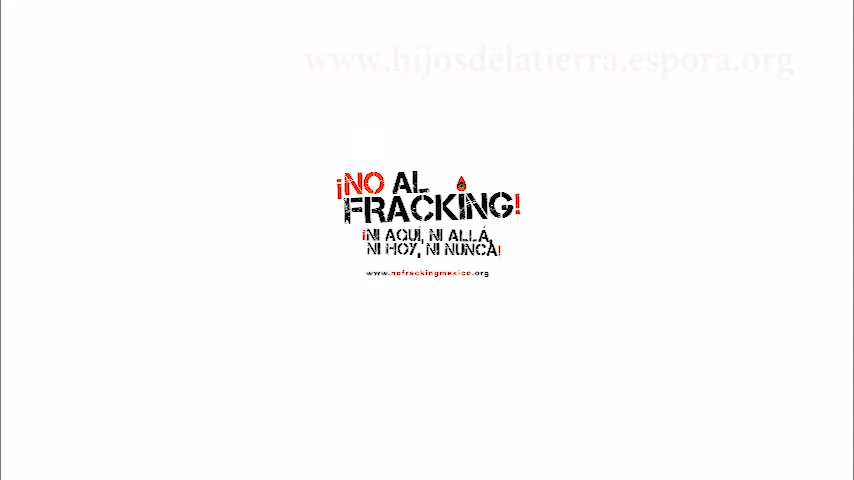 www.hijosdelatierra.espora.org
¡NO AL
FRACKING!
¡NI AQUÍ, NI ALLÁ,
NI HOY, NI NUNCA!
www.nofrackingmexico.org